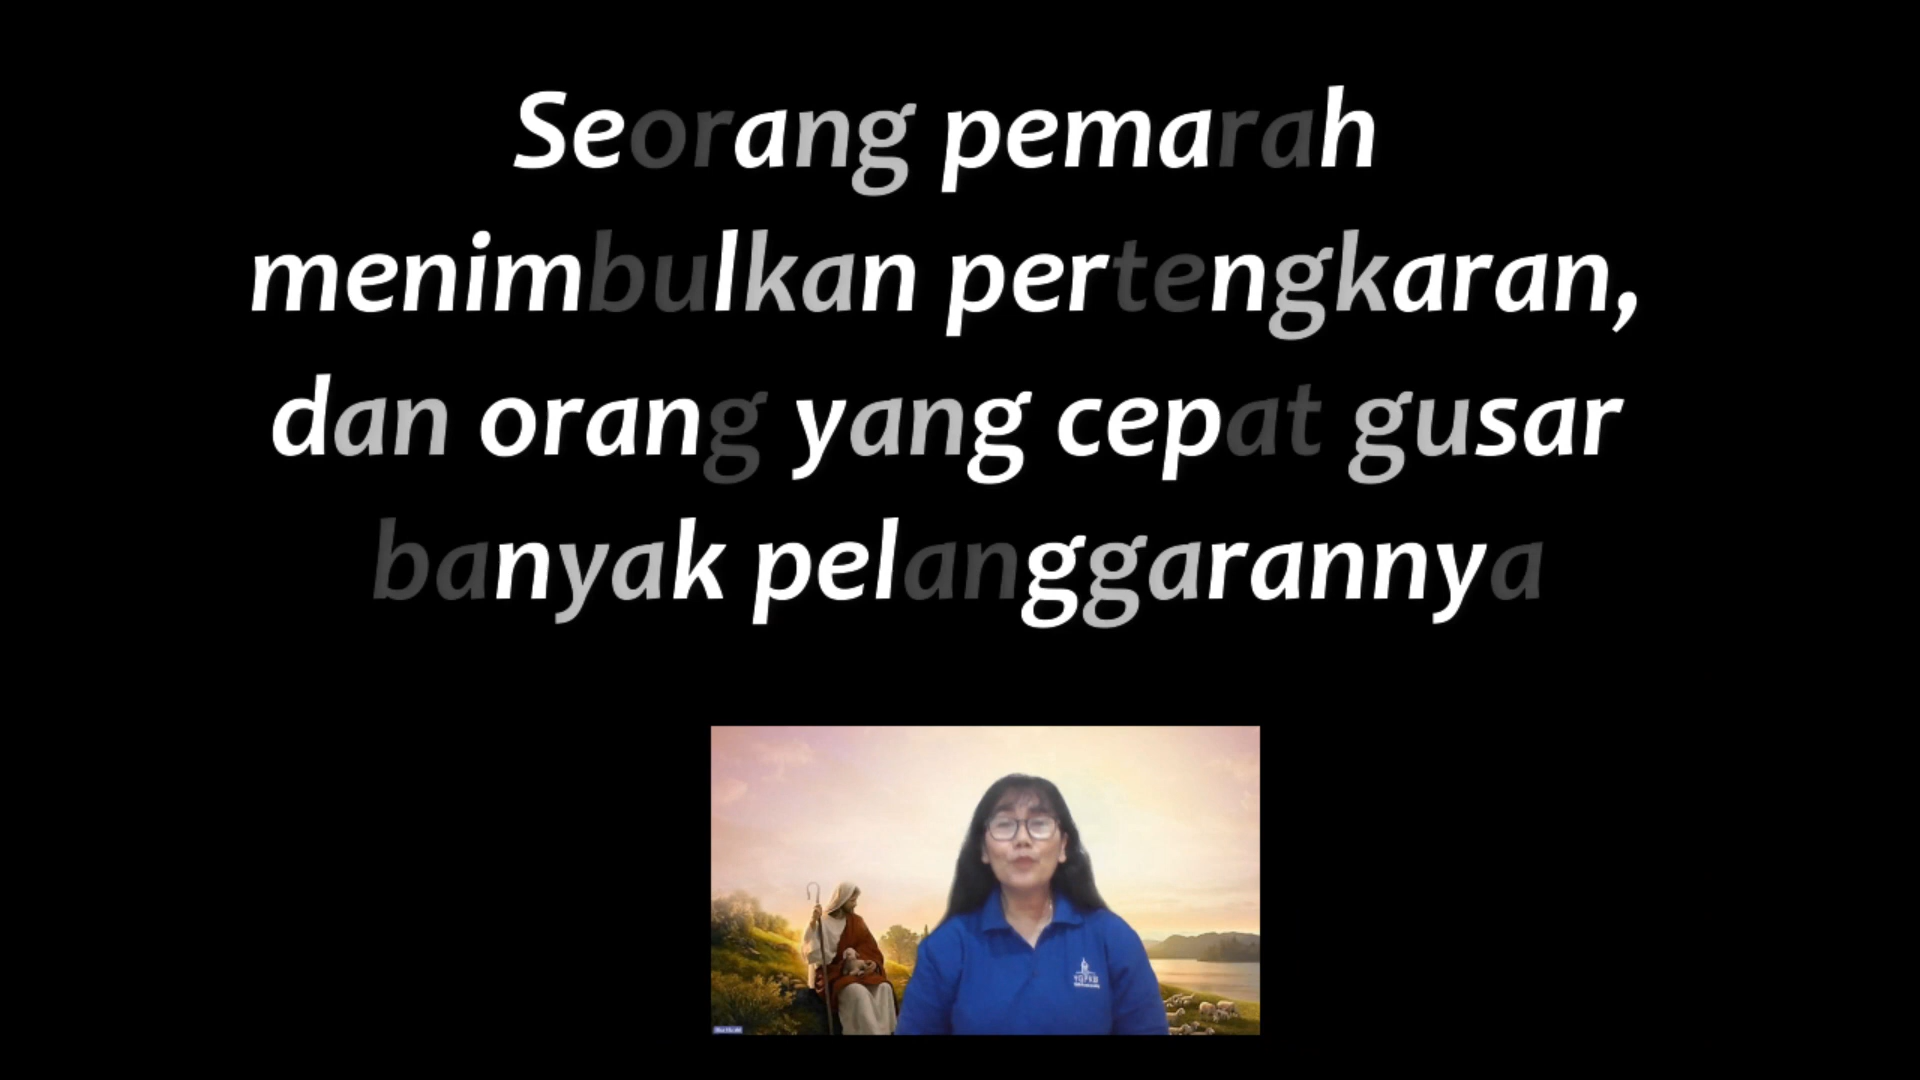 Seorang pemarah
menimbulkan pertengkaran,
dan orang yang cepat gusar
banyak pelanggarannya